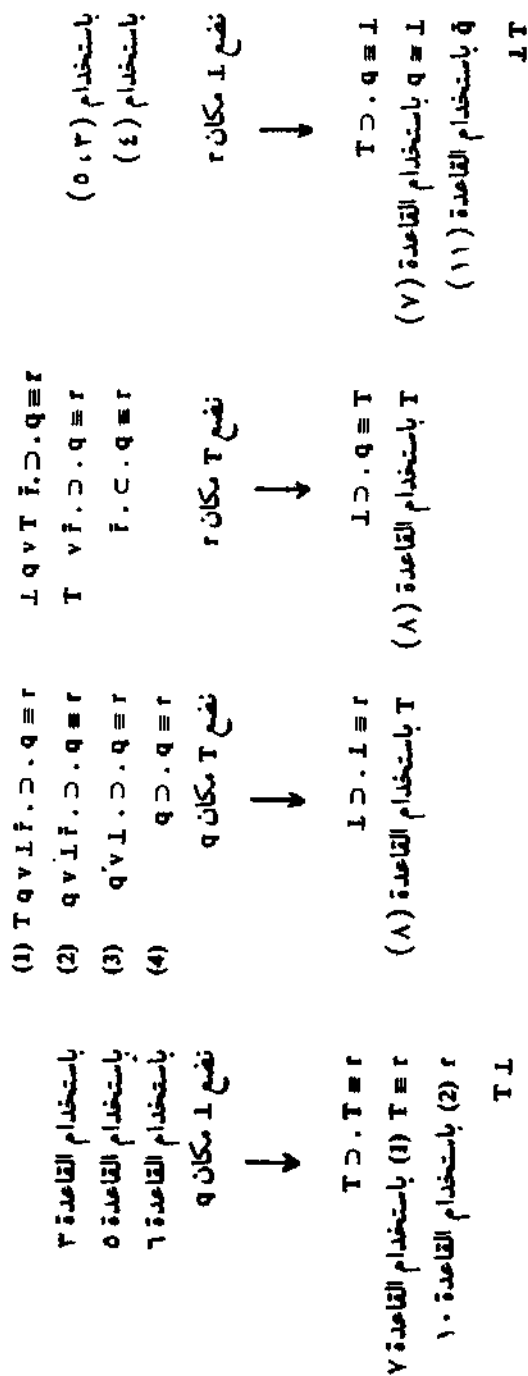 (1) T q v ⊥ r̄ . ⊃ . q ≡ r    ⊥ q v T r̄ . ⊃ . q ≡ r
باستخدام القاعدة ٣    (2) q v ⊥ r̄ . ⊃ . q ≡ r    T v r̄ . ⊃ . q ≡ r    باستخدام (٥،٣)
باستخدام القاعدة ٥    (3) q v ⊥ . ⊃ . q ≡ r    r̄ . ⊂ . q ≡ r    باستخدام (٤)
باستخدام القاعدة ٦    (4) q ⊃ . q ≡ r
نضع ⊥ مكان q    نضع T مكان q    نضع T مكان r    نضع ⊥ مكان r
T ⊃ . T ≡ r    ⊥ ⊃ . ⊥ ≡ r    ⊥ ⊃ . q ≡ T    T ⊃ . q ≡ ⊥
T ≡ r (1) باستخدام القاعدة ٧    T باستخدام القاعدة (٨)    T باستخدام القاعدة (٨)    q ≡ ⊥ باستخدام القاعدة (٧)
r (2) باستخدام القاعدة ١٠    q̄ باستخدام القاعدة (١١)
T ⊥    ⊥ T